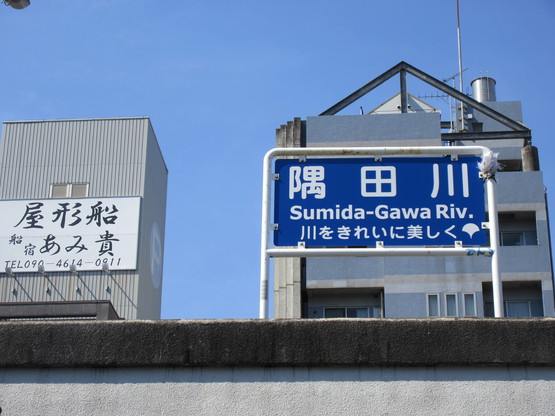 屋形船
船宿あみ貴
TEL090-4614-0911
隅田川
Sumida-Gawa Riv.
川をきれいに美しく